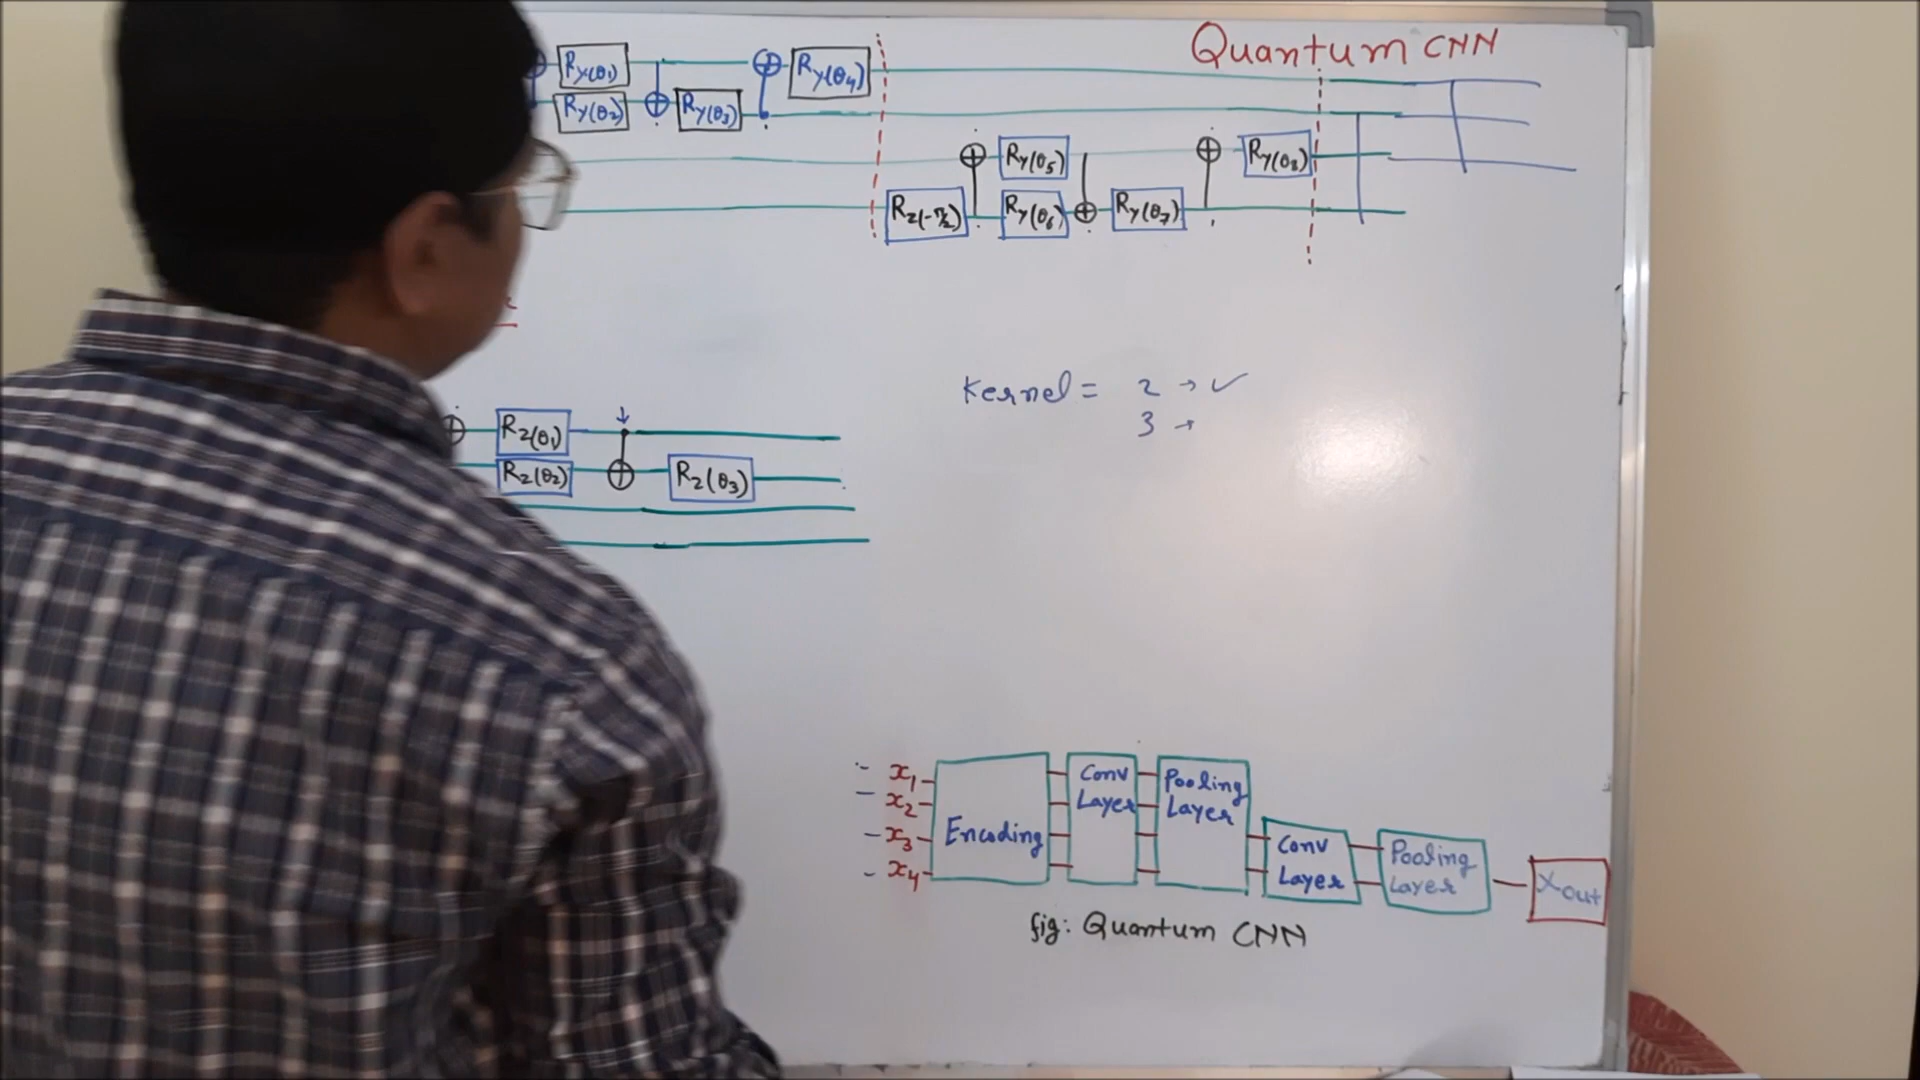 Quantum CNN
Ry(θ1) Ry(θ4)
Ry(θ2) Ry(θ3)
Ry(θ5) Ry(θ8)
Rz(-π/2) Ry(θ6) Ry(θ7)
Kernel = 2 → ✓
3 →
Rz(θ1)
Rz(θ2) Rz(θ3)
x1
x2
x3
x4
Encoding
Conv
Layer
Pooling
Layer
Conv
Layer
Pooling
Layer
Xout
fig: Quantum CNN